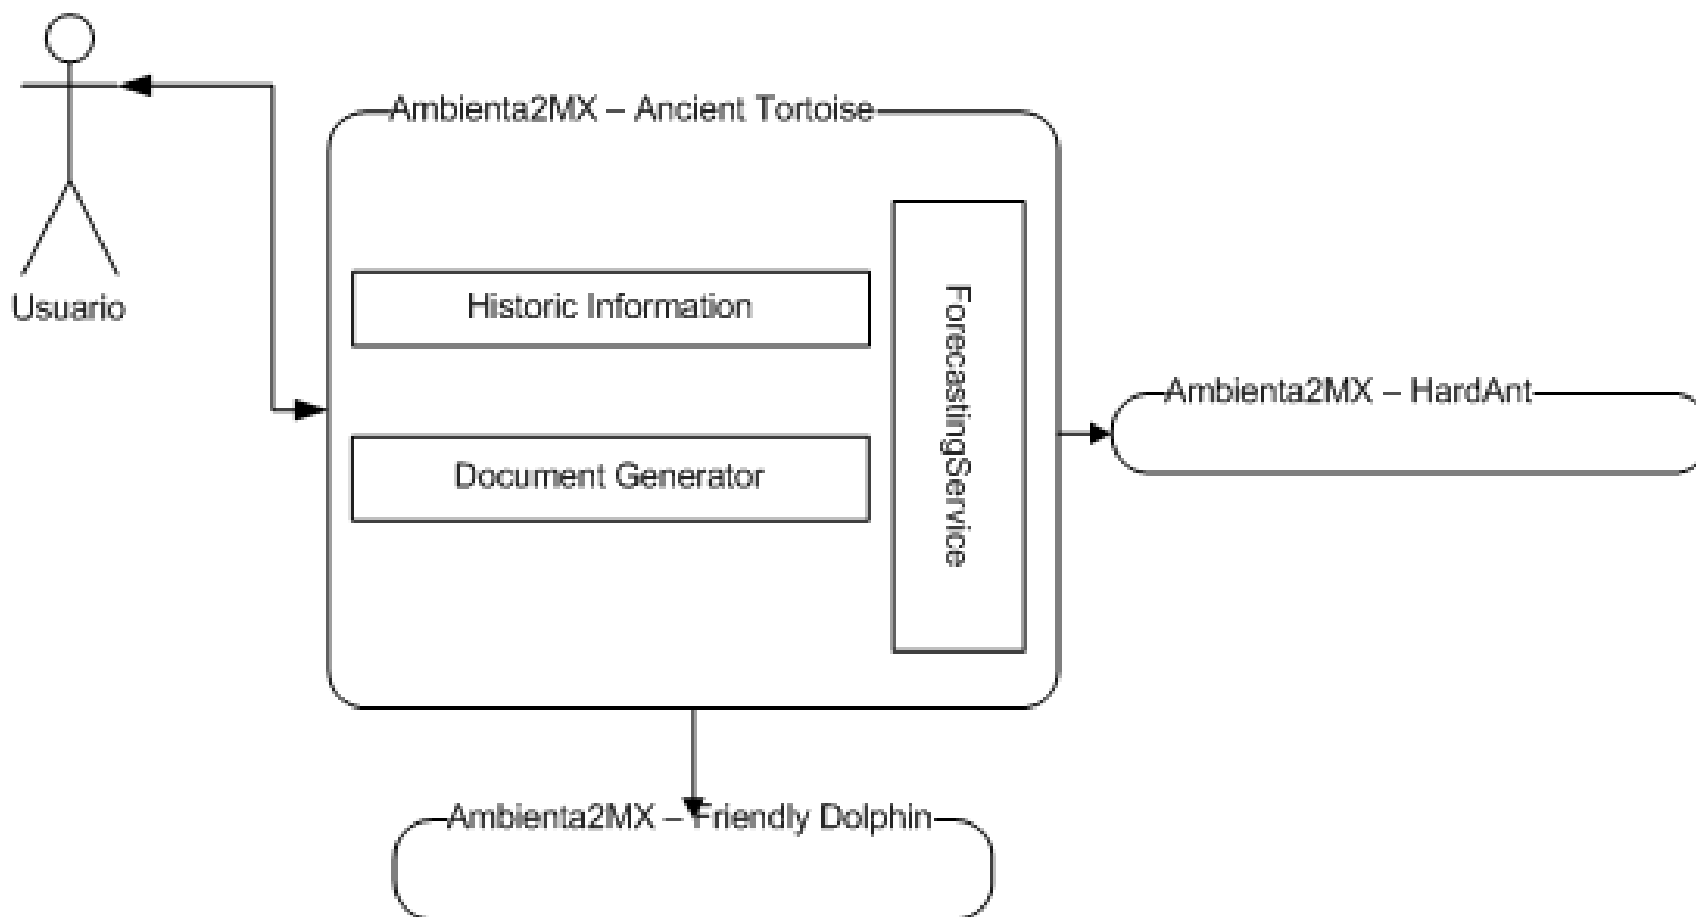 Ambienta2MX – Ancient Tortoise
Usuario
Historic Information
Document Generator
ForecastingService
Ambienta2MX – HardAnt
Ambienta2MX – Friendly Dolphin